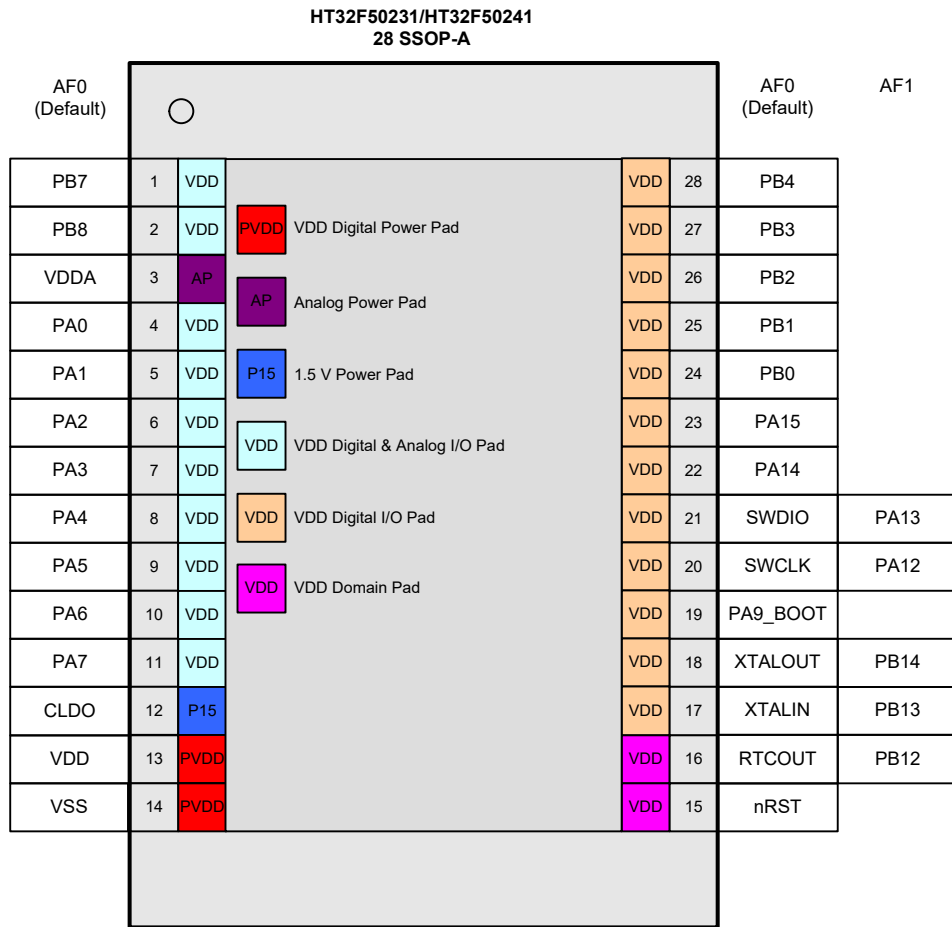 HT32F50231/HT32F50241
28 SSOP-A
AF0
(Default)
AF0
(Default)
AF1
PB7 1 VDD VDD 28 PB4
PB8 2 VDD PVDD VDD Digital Power Pad VDD 27 PB3
VDDA 3 AP VDD 26 PB2
AP Analog Power Pad
PA0 4 VDD VDD 25 PB1
PA1 5 VDD P15 1.5 V Power Pad VDD 24 PB0
PA2 6 VDD VDD 23 PA15
VDD VDD Digital & Analog I/O Pad
PA3 7 VDD VDD 22 PA14
PA4 8 VDD VDD VDD Digital I/O Pad VDD 21 SWDIO PA13
PA5 9 VDD VDD 20 SWCLK PA12
VDD VDD Domain Pad
PA6 10 VDD VDD 19 PA9_BOOT
PA7 11 VDD VDD 18 XTALOUT PB14
CLDO 12 P15 VDD 17 XTALIN PB13
VDD 13 PVDD VDD 16 RTCOUT PB12
VSS 14 PVDD VDD 15 nRST